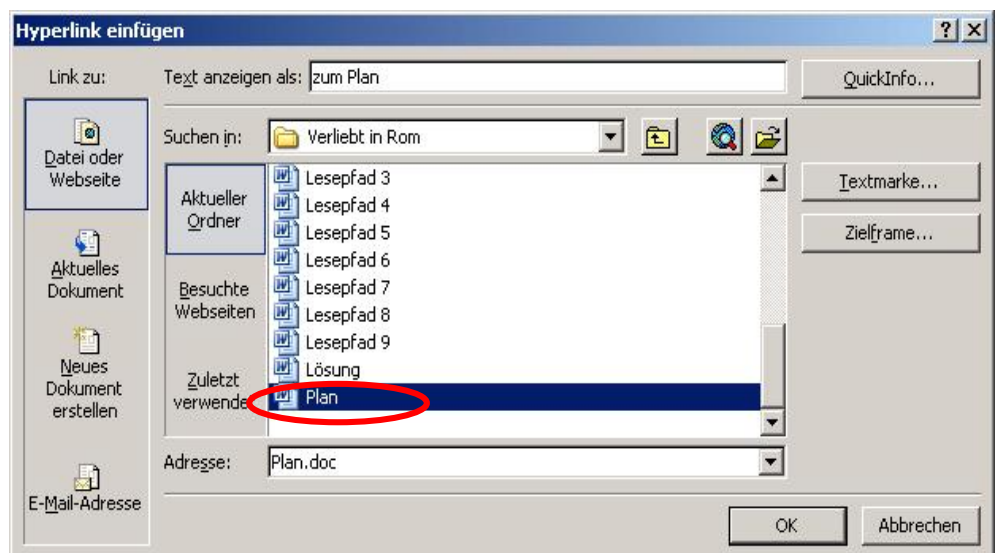 Hyperlink einfügen
Link zu:
Text anzeigen als: zum Plan
QuickInfo...
Datei oder
Webseite
Suchen in:
Verliebt in Rom
Aktueller
Ordner
Besuchte
Webseiten
Zuletzt
verwende
Lesepfad 3
Lesepfad 4
Lesepfad 5
Lesepfad 6
Lesepfad 7
Lesepfad 8
Lesepfad 9
Lösung
Plan
Textmarke...
Zielframe...
Aktuelles
Dokument
Neues
Dokument
erstellen
E-Mail-Adresse
Adresse:
Plan.doc
OK
Abbrechen